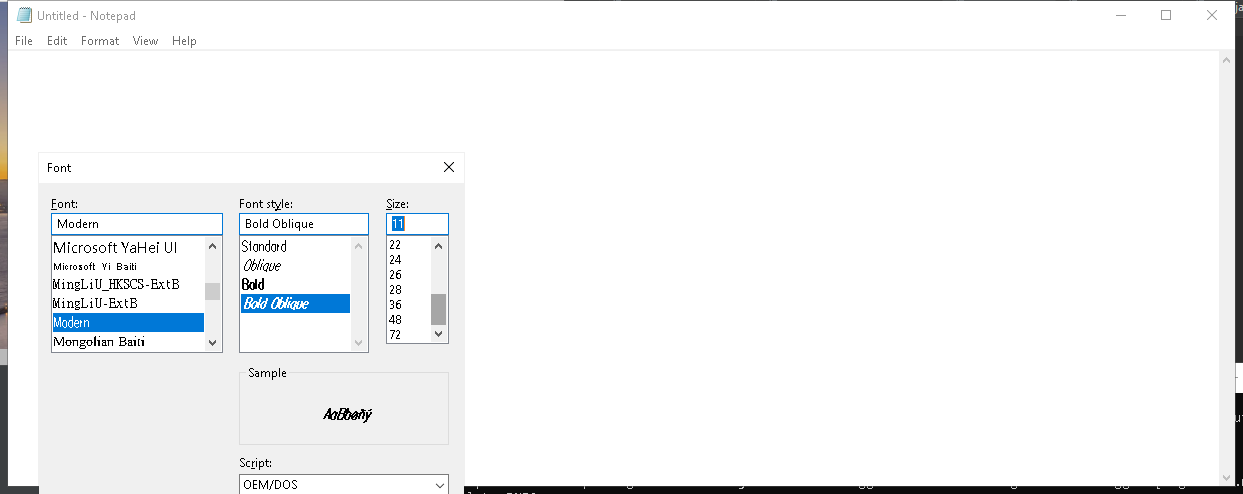 Untitled - Notepad
File Edit Format View Help
Font
Font: Font style: Size:
Modern Bold Oblique 11
Microsoft YaHei UI
Microsoft Yi Baiti
MingLiU_HKSCS-ExtB
MingLiU-ExtB
Modern
Mongolian Baiti
Standard
Oblique
Bold
Bold Oblique
22
24
26
28
36
48
72
Sample
Script:
OEM/DOS